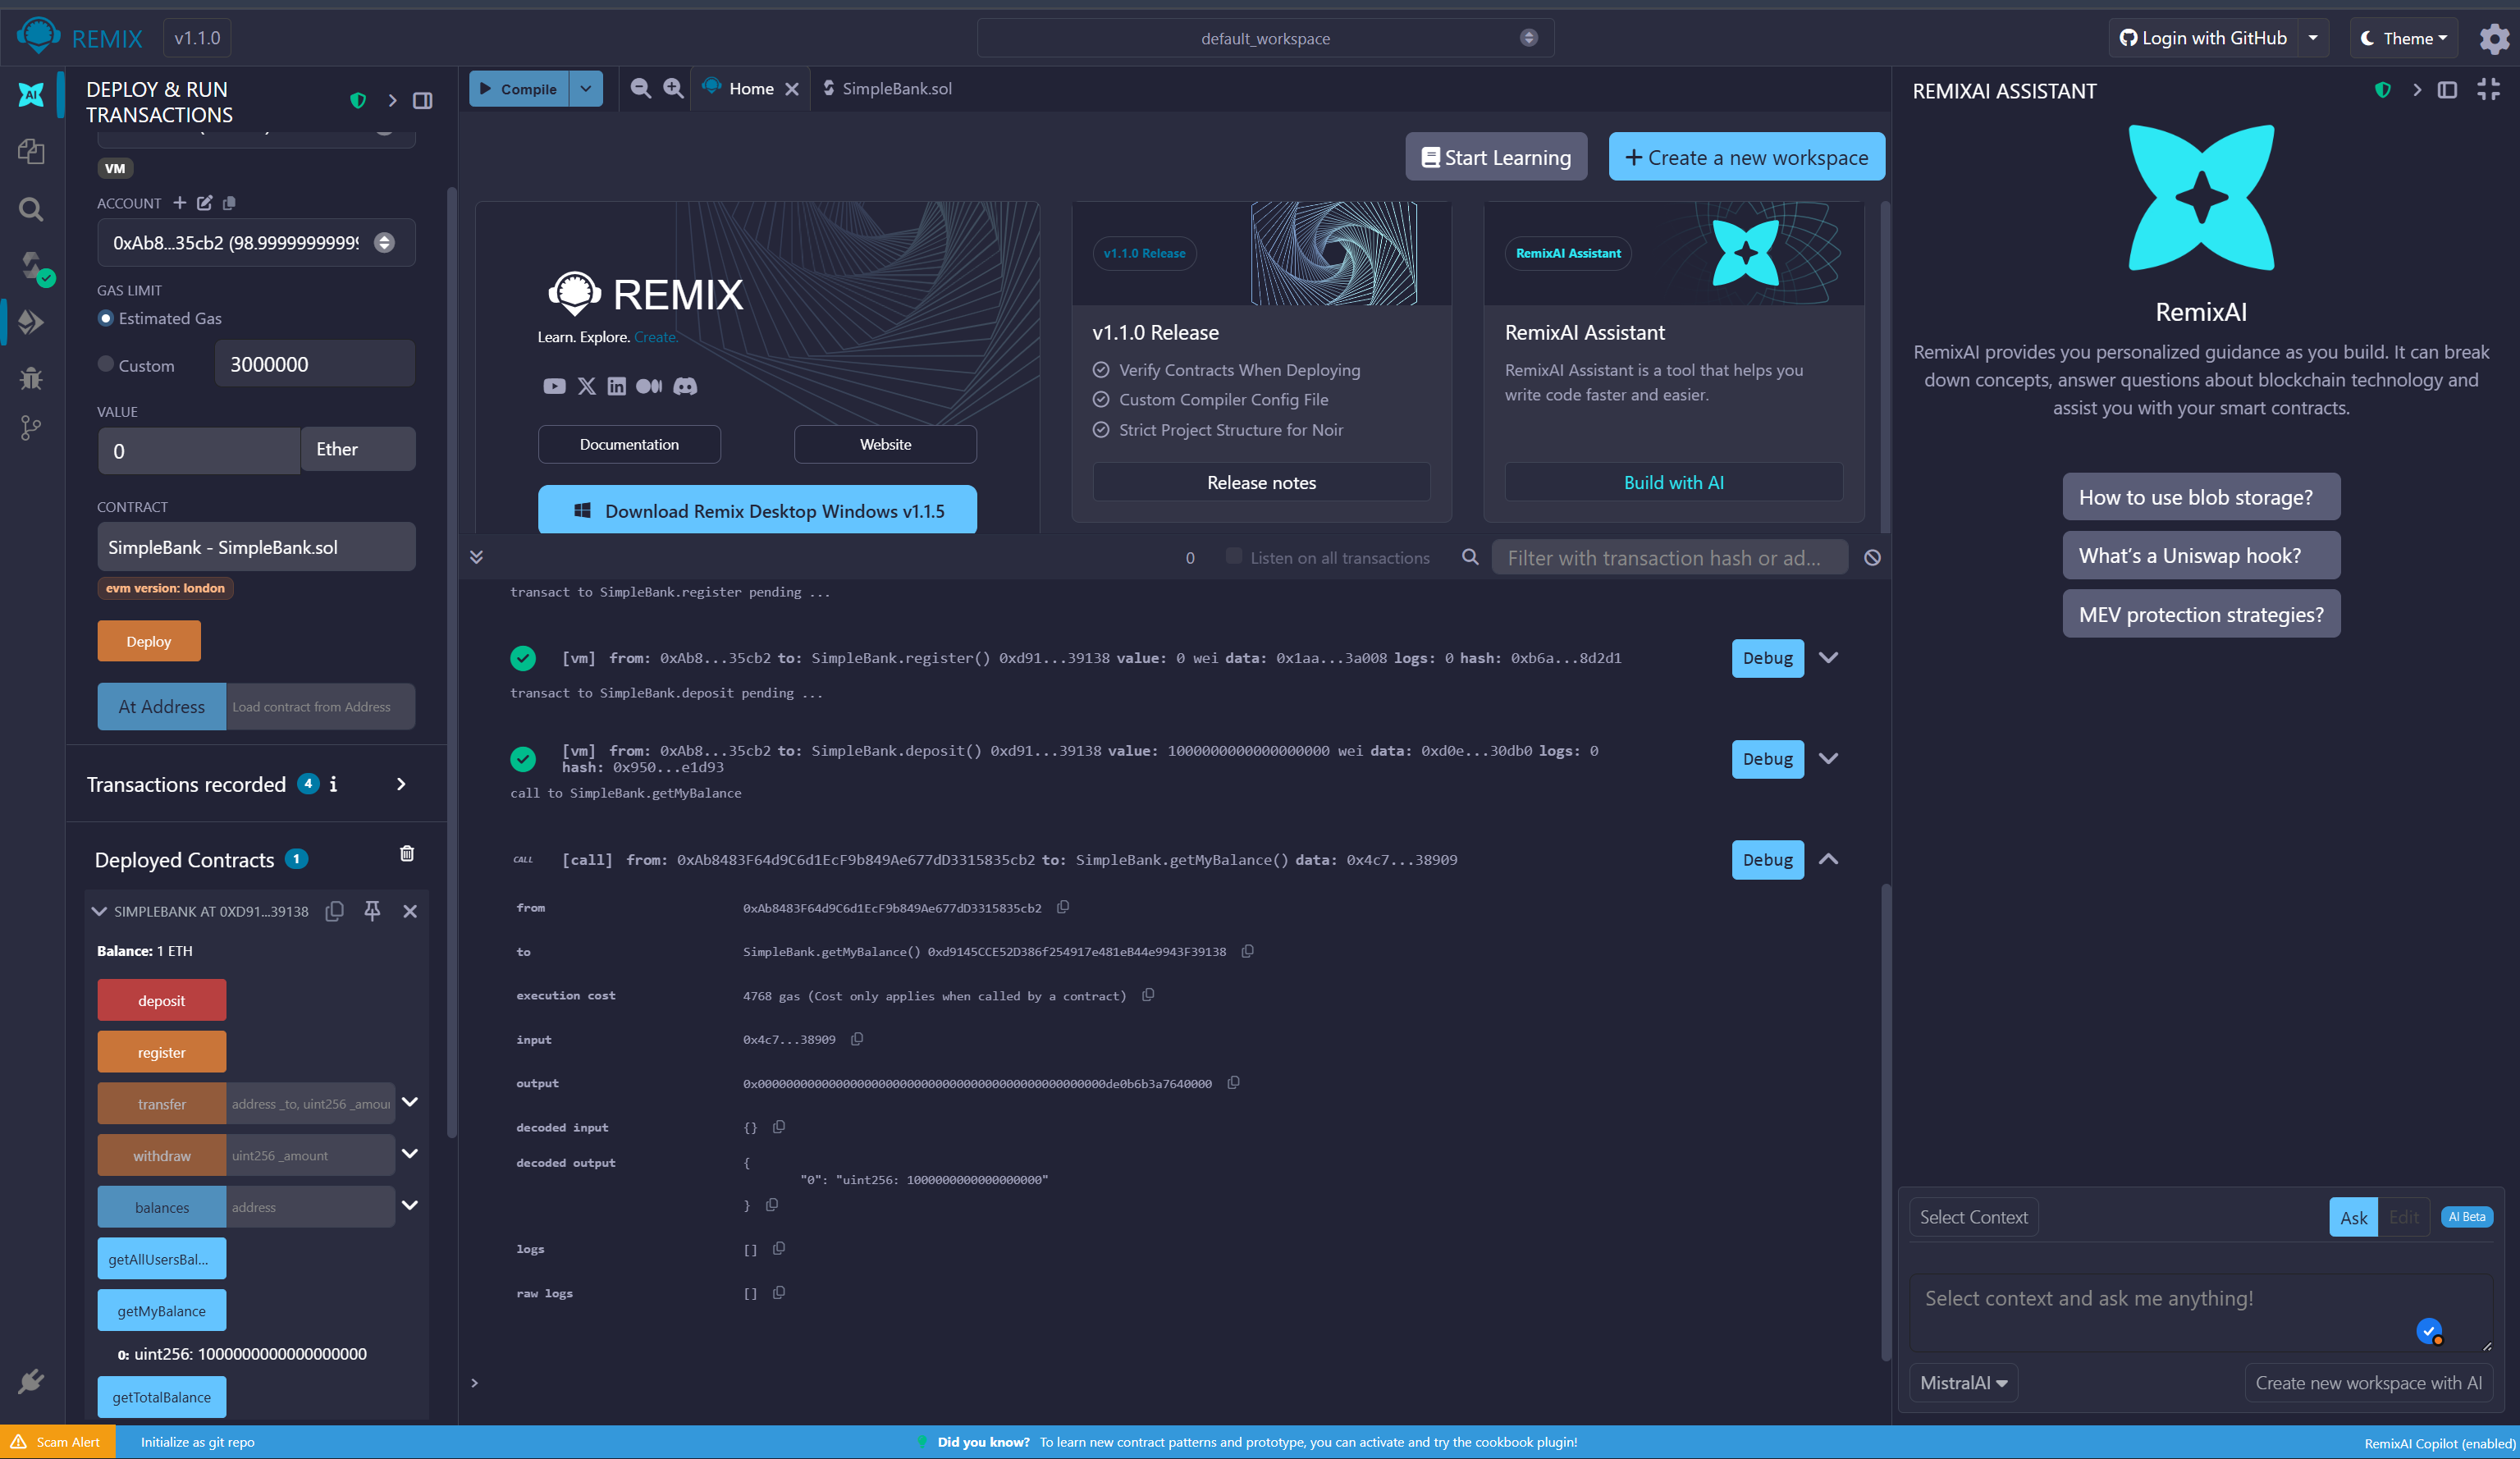 REMIX
v1.1.0
default_workspace
Login with GitHub
Theme
DEPLOY & RUN
TRANSACTIONS
VM
ACCOUNT
0xAb8...35cb2 (98.9999999999
GAS LIMIT
Estimated Gas
Custom
3000000
VALUE
0
Ether
CONTRACT
SimpleBank - SimpleBank.sol
evm version: london
Deploy
At Address
Load contract from Address
Transactions recorded 4 i
Deployed Contracts 1
SIMPLEBANK AT 0XD91...39138
Balance: 1 ETH
deposit
register
transfer
address _to, uint256 _amou
withdraw
uint256 _amount
balances
address
getAllUsersBal...
getMyBalance
0: uint256: 1000000000000000000
getTotalBalance
Compile
Home
SimpleBank.sol
Start Learning
Create a new workspace
REMIX
Learn. Explore. Create.
Documentation
Website
Download Remix Desktop Windows v1.1.5
v1.1.0 Release
v1.1.0 Release
Verify Contracts When Deploying
Custom Compiler Config File
Strict Project Structure for Noir
Release notes
RemixAI Assistant
RemixAI Assistant
RemixAI Assistant is a tool that helps you
write code faster and easier.
Build with AI
0
Listen on all transactions
Filter with transaction hash or ad...
transact to SimpleBank.register pending ...
[vm] from: 0xAb8...35cb2 to: SimpleBank.register() 0xd91...39138 value: 0 wei data: 0x1aa...3a008 logs: 0 hash: 0xb6a...8d2d1
Debug
transact to SimpleBank.deposit pending ...
[vm] from: 0xAb8...35cb2 to: SimpleBank.deposit() 0xd91...39138 value: 1000000000000000000 wei data: 0xd0e...30db0 logs: 0
hash: 0x950...e1d93
Debug
call to SimpleBank.getMyBalance
CALL
[call] from: 0xAb8483F64d9C6d1EcF9b849Ae677dD3315835cb2 to: SimpleBank.getMyBalance() data: 0x4c7...38909
Debug
from 0xAb8483F64d9C6d1EcF9b849Ae677dD3315835cb2
to SimpleBank.getMyBalance() 0xd9145CCE52D386f254917e481eB44e9943F39138
execution cost 4768 gas (Cost only applies when called by a contract)
input 0x4c7...38909
output 0x0000000000000000000000000000000000000000000000000de0b6b3a7640000
decoded input {}
decoded output {
"0": "uint256: 1000000000000000000"
}
logs []
raw logs []
>
REMIXAI ASSISTANT
RemixAI
RemixAI provides you personalized guidance as you build. It can break
down concepts, answer questions about blockchain technology and
assist you with your smart contracts.
How to use blob storage?
What's a Uniswap hook?
MEV protection strategies?
Select Context
Ask
Edit
AI Beta
Select context and ask me anything!
MistralAI
Create new workspace with AI
Scam Alert
Initialize as git repo
Did you know? To learn new contract patterns and prototype, you can activate and try the cookbook plugin!
RemixAI Copilot (enabled)